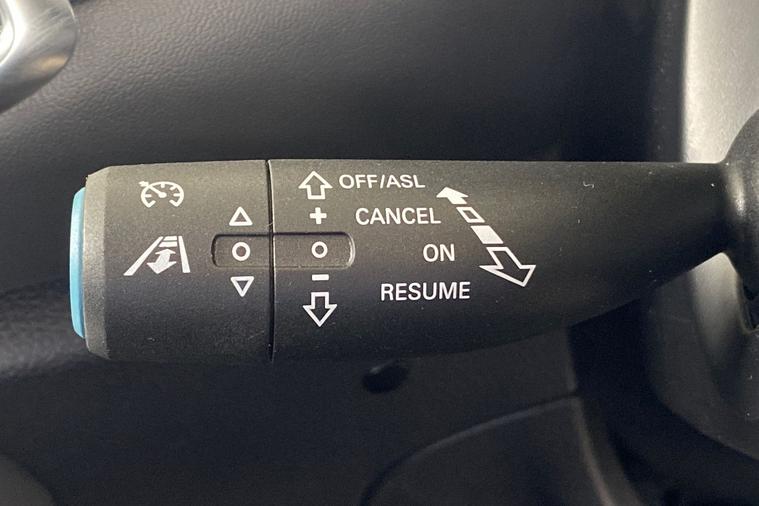 OFF/ASL
+ CANCEL
ON
- RESUME